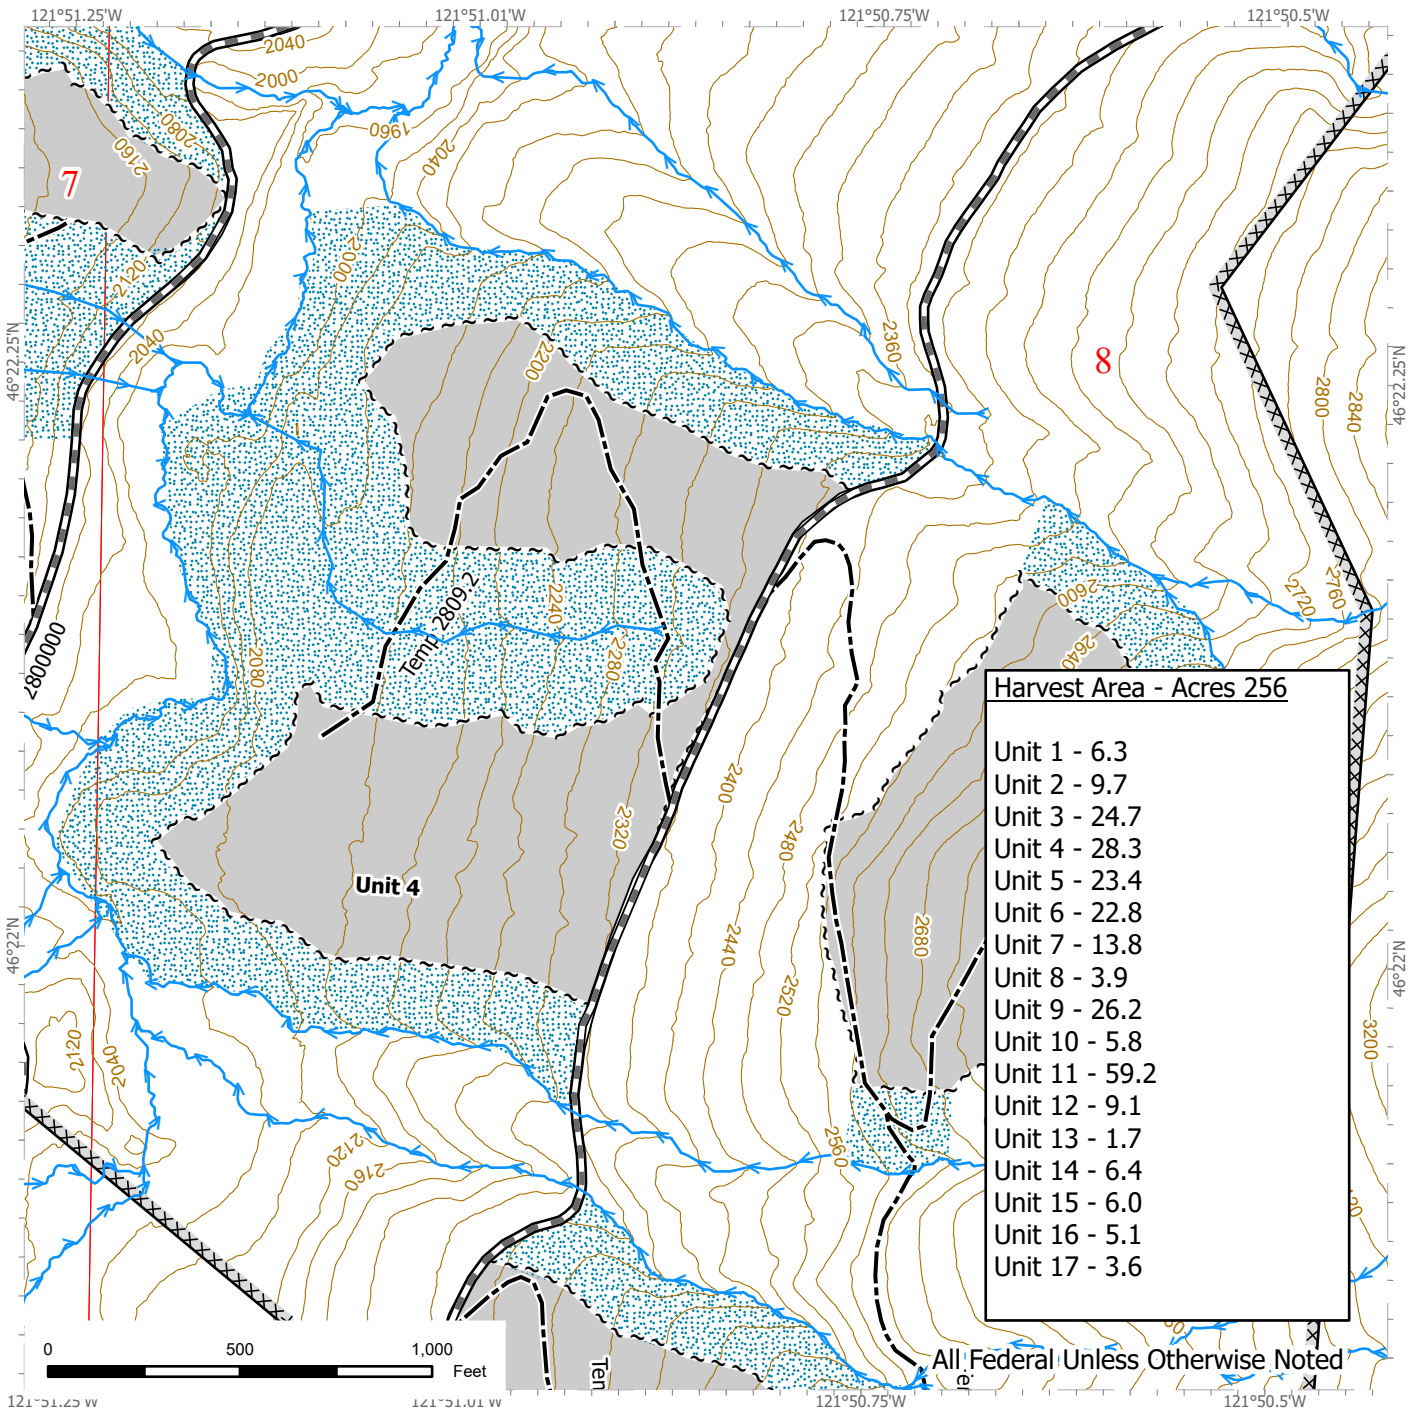 121°51.25'W
121°51.01'W
121°50.75'W
121°50.5'W
2040
2000
1960
2040
2080
2160
7
2120
2000
2040
2200
2360
8
2800
2840
46°22.25'N
46°22.25'N
Temp 2809.2
2240
2280
2080
2800000
2600
2640
2720
2760
2400
2320
2480
2440
2520
2680
Unit 4
46°22'N
46°22'N
Harvest Area - Acres 256
Unit 1 - 6.3
Unit 2 - 9.7
Unit 3 - 24.7
Unit 4 - 28.3
Unit 5 - 23.4
Unit 6 - 22.8
Unit 7 - 13.8
Unit 8 - 3.9
Unit 9 - 26.2
Unit 10 - 5.8
Unit 11 - 59.2
Unit 12 - 9.1
Unit 13 - 1.7
Unit 14 - 6.4
Unit 15 - 6.0
Unit 16 - 5.1
Unit 17 - 3.6
3200
2120
2040
2120
2160
2560
0 500 1,000
Feet
Ten
All Federal Unless Otherwise Noted
121°51.25'W
121°51.01'W
121°50.75'W
121°50.5'W